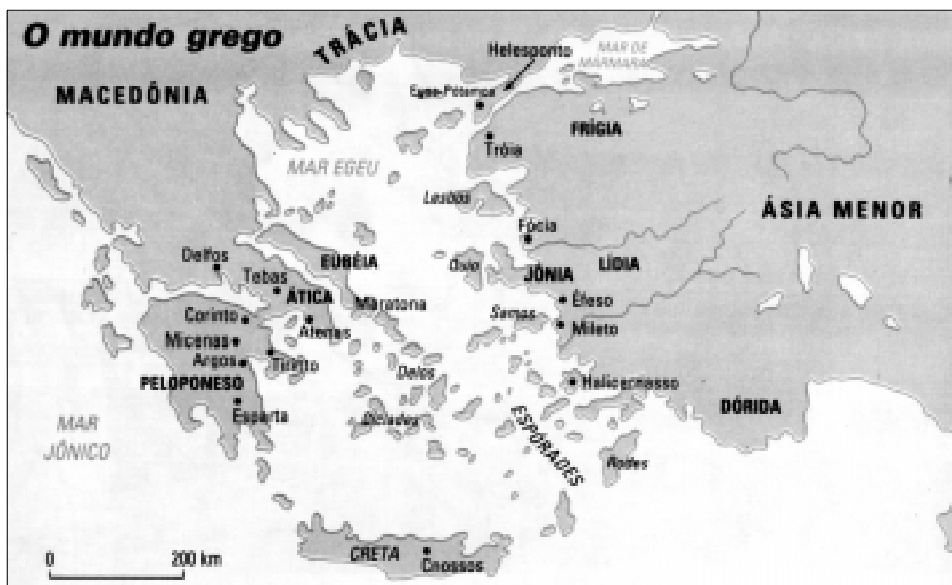 O mundo grego
TRÁCIA
Helesponto
MAR DE
MÁRMARA
MACEDÔNIA
FRÍGIA
Tróia
MAR EGEU
Lesbos
ÁSIA MENOR
Fócia
Delfos
EUBÉIA
JÔNIA
LÍDIA
Tebas
ÁTICA
Maratona
Éfeso
Corinto
Atenas
Samos
Mileto
Micenas
Argos
Tirinto
PELOPONESO
Delos
Halicarnasso
Esparta
Cíclades
ESPÓRADES
DÓRIDA
MAR
JÔNICO
Rodes
CRETA
Cnossos
0 200 km